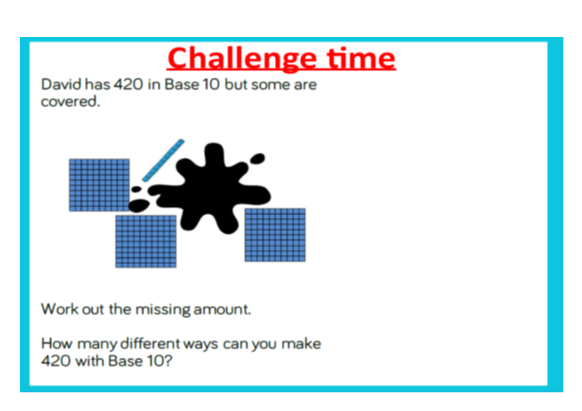 Challenge time
David has 420 in Base 10 but some are
covered.
Work out the missing amount.
How many different ways can you make
420 with Base 10?